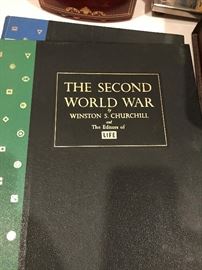 THE SECOND
WORLD WAR
by
WINSTON S. CHURCHILL
and
The Editors of
LIFE